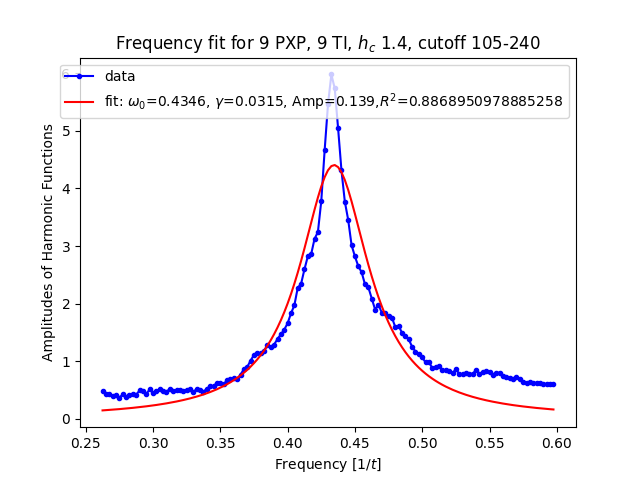 Frequency fit for 9 PXP, 9 TI, $h_c$ 1.4, cutoff 105-240
data
fit: $\omega_0$=0.4346, $\gamma$=0.0315, Amp=0.139,$R^2$=0.8868950978885258
Amplitudes of Harmonic Functions
6
5
4
3
2
1
0
0.25 0.30 0.35 0.40 0.45 0.50 0.55 0.60
Frequency [1/$t$]